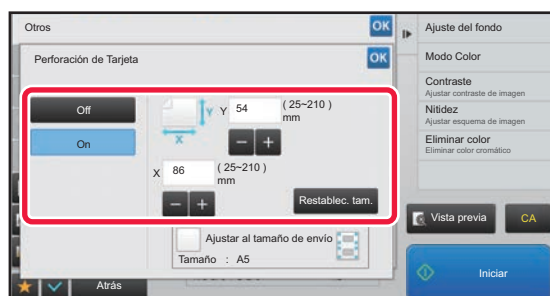 Otros
OK
Perforación de Tarjeta
OK
Off
On
Y
X
Y 54 ( 25~210 )
mm
- +
X 86 ( 25~210 )
mm
- +
Restablec. tam.
Ajustar al tamaño de envío
Tamaño : A5
Atrás
Ajuste del fondo
Modo Color
Contraste
Ajustar contraste de imagen
Nitidez
Ajustar esquema de imagen
Eliminar color
Eliminar color cromático
Vista previa
CA
Iniciar